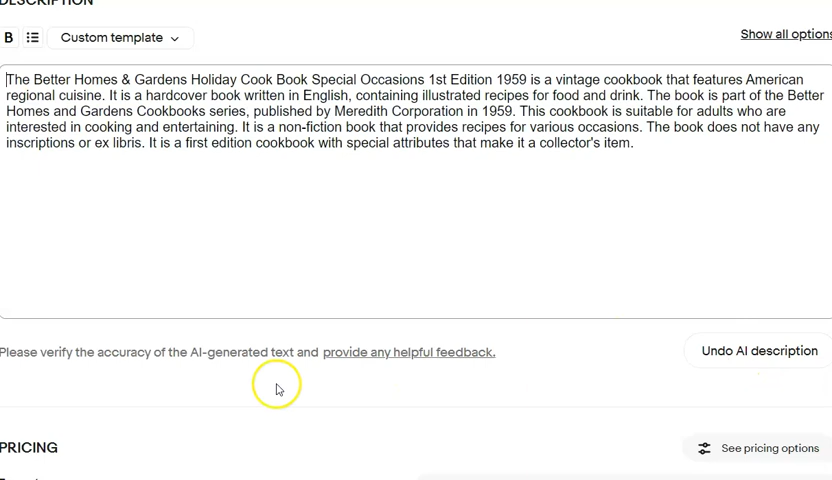 B
Custom template
Show all options
The Better Homes & Gardens Holiday Cook Book Special Occasions 1st Edition 1959 is a vintage cookbook that features American
regional cuisine. It is a hardcover book written in English, containing illustrated recipes for food and drink. The book is part of the Better
Homes and Gardens Cookbooks series, published by Meredith Corporation in 1959. This cookbook is suitable for adults who are
interested in cooking and entertaining. It is a non-fiction book that provides recipes for various occasions. The book does not have any
inscriptions or ex libris. It is a first edition cookbook with special attributes that make it a collector's item.
Please verify the accuracy of the AI-generated text and provide any helpful feedback.
Undo AI description
PRICING
See pricing options